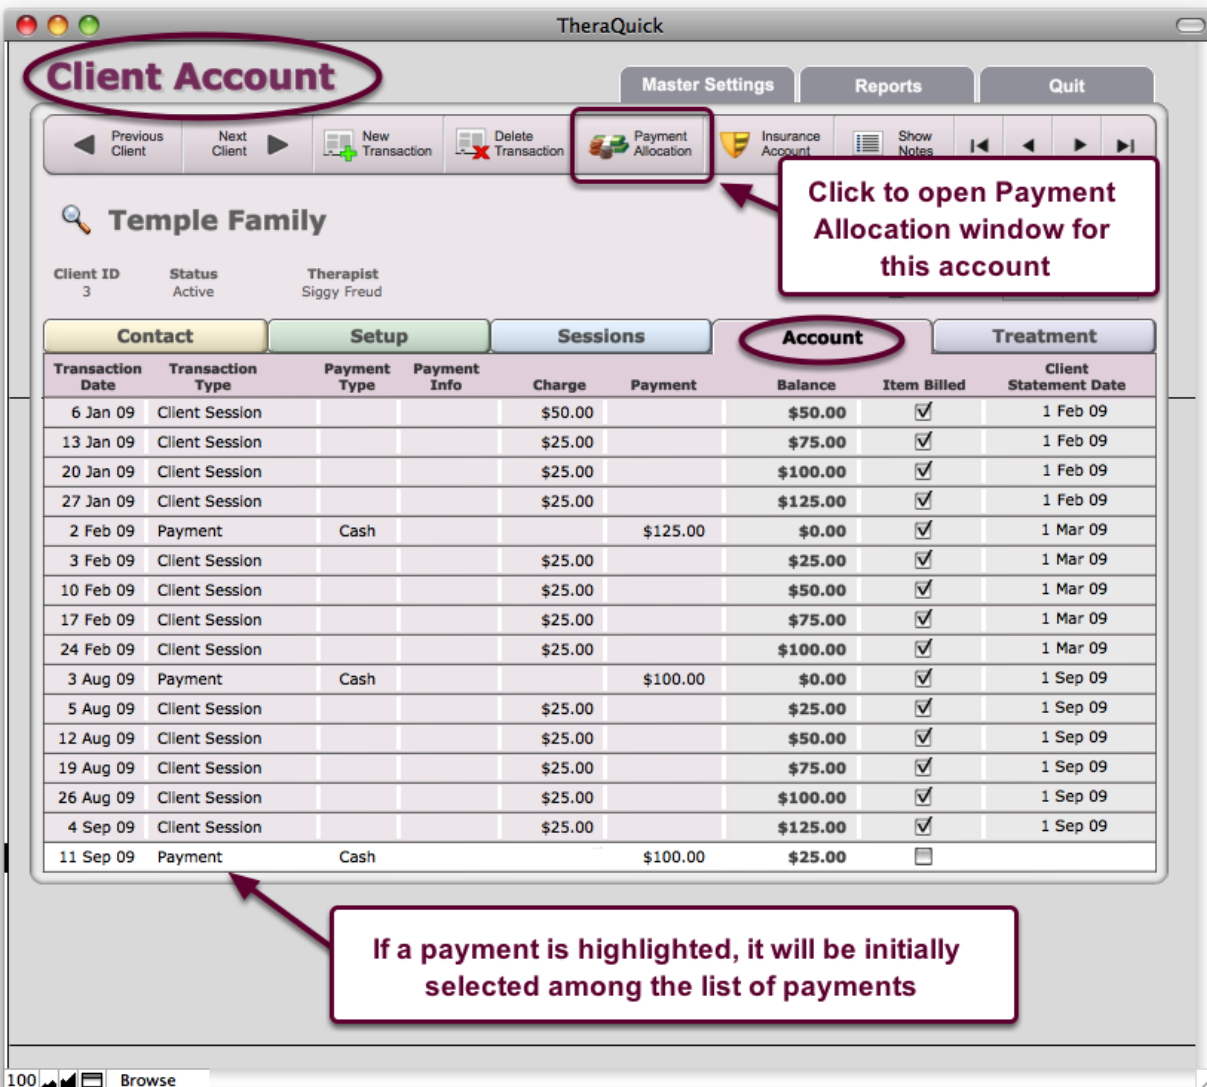 TheraQuick
Client Account
Master Settings Reports Quit
Previous Client Next Client New Transaction Delete Transaction Payment Allocation Insurance Account Show Notes
Click to open Payment
Allocation window for
this account
Temple Family
Client ID Status Therapist
3 Active Siggy Freud
Contact Setup Sessions Account Treatment
Transaction Date Transaction Type Payment Type Payment Info Charge Payment Balance Item Billed Client Statement Date
6 Jan 09 Client Session $50.00 $50.00 1 Feb 09
13 Jan 09 Client Session $25.00 $75.00 1 Feb 09
20 Jan 09 Client Session $25.00 $100.00 1 Feb 09
27 Jan 09 Client Session $25.00 $125.00 1 Feb 09
2 Feb 09 Payment Cash $125.00 $0.00 1 Mar 09
3 Feb 09 Client Session $25.00 $25.00 1 Mar 09
10 Feb 09 Client Session $25.00 $50.00 1 Mar 09
17 Feb 09 Client Session $25.00 $75.00 1 Mar 09
24 Feb 09 Client Session $25.00 $100.00 1 Mar 09
3 Aug 09 Payment Cash $100.00 $0.00 1 Sep 09
5 Aug 09 Client Session $25.00 $25.00 1 Sep 09
12 Aug 09 Client Session $25.00 $50.00 1 Sep 09
19 Aug 09 Client Session $25.00 $75.00 1 Sep 09
26 Aug 09 Client Session $25.00 $100.00 1 Sep 09
4 Sep 09 Client Session $25.00 $125.00 1 Sep 09
11 Sep 09 Payment Cash $100.00 $25.00
If a payment is highlighted, it will be initially
selected among the list of payments
100 Browse